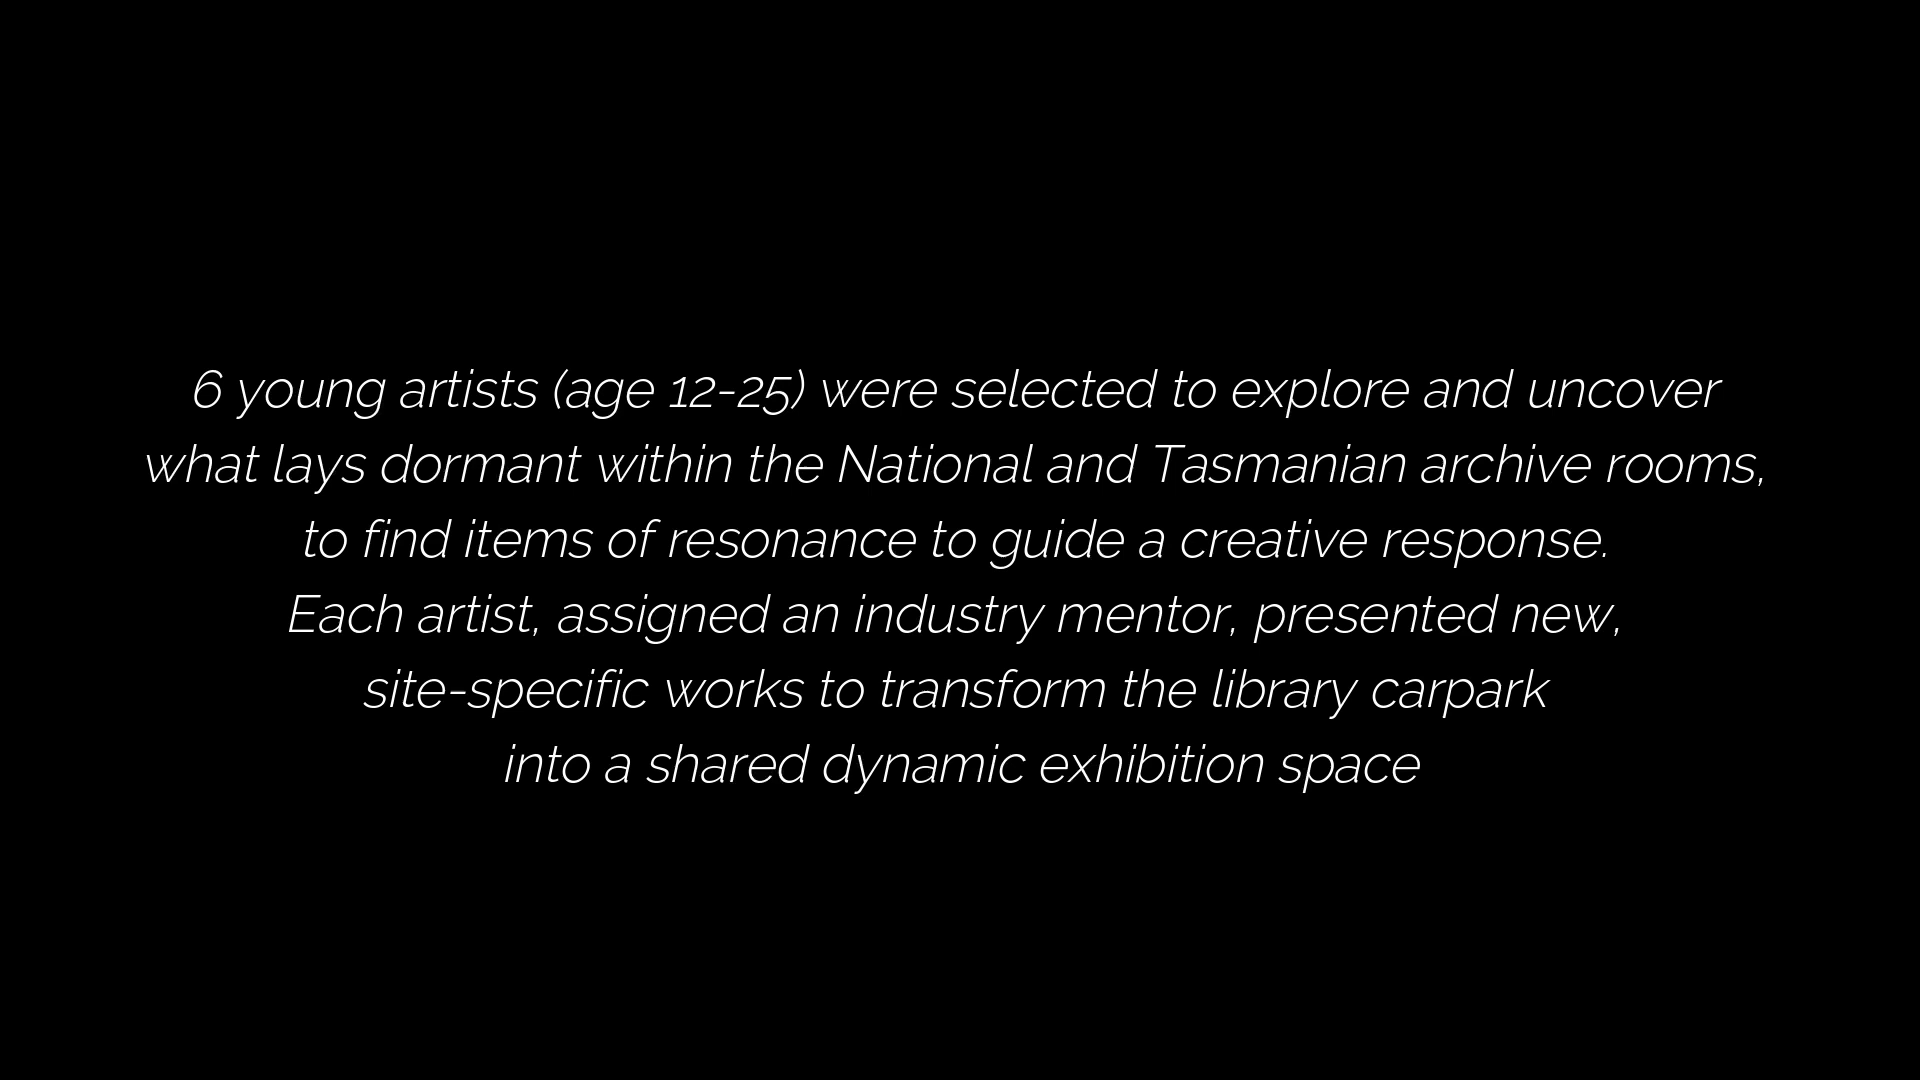 6 young artists (age 12-25) were selected to explore and uncover
what lays dormant within the National and Tasmanian archive rooms,
to find items of resonance to guide a creative response.
Each artist, assigned an industry mentor, presented new,
site-specific works to transform the library carpark
into a shared dynamic exhibition space